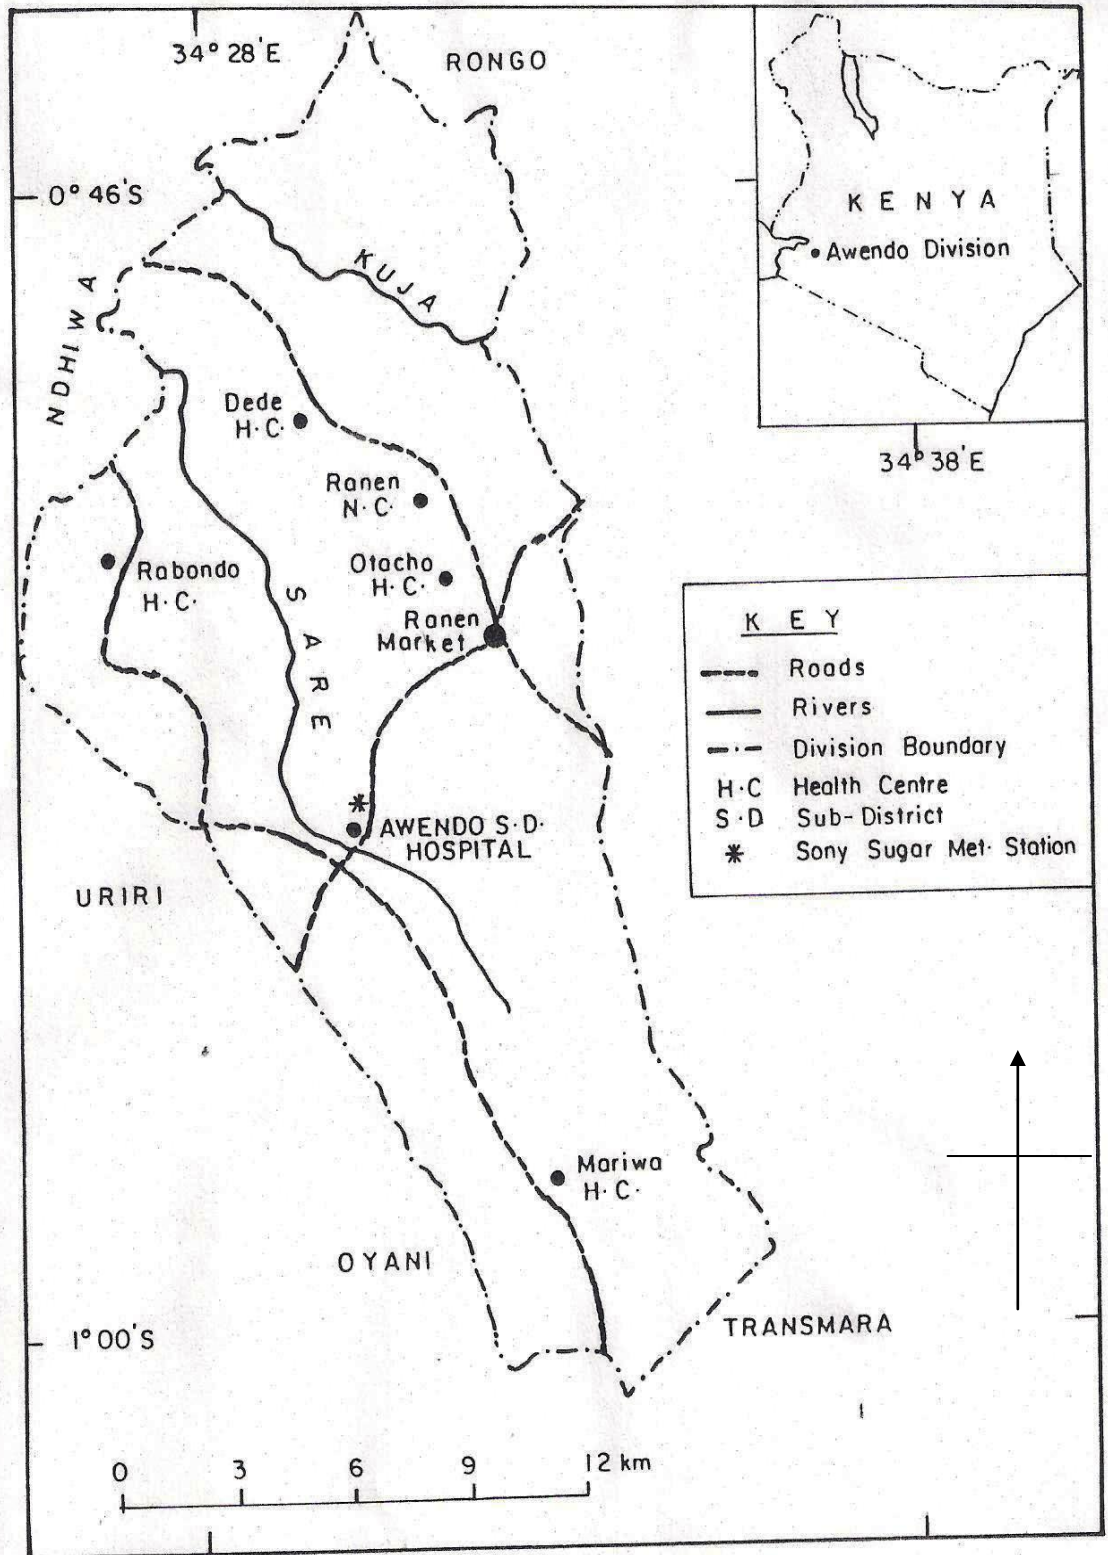 34° 28'E
RONGO
0° 46'S
KENYA
Awendo Division
KUJA
NDHIWA
34° 38'E
Dede
H·C·
Ranen
N·C·
Rabondo
H·C·
Otacho
H·C·
Ranen
Market
SARE
KEY
Roads
Rivers
Division Boundary
H·C Health Centre
S·D Sub-District
Sony Sugar Met· Station
AWENDO S·D·
HOSPITAL
URIRI
Mariwa
H·C·
OYANI
TRANSMARA
1° 00'S
0 3 6 9 12 km